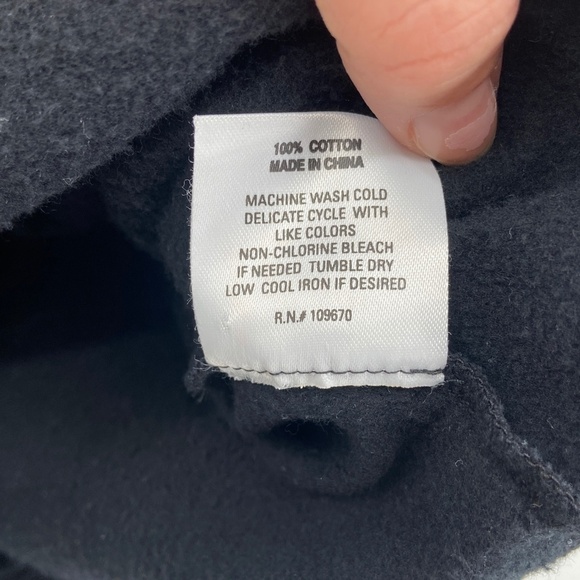 100% COTTON
MADE IN CHINA
MACHINE WASH COLD
DELICATE CYCLE WITH
LIKE COLORS
NON-CHLORINE BLEACH
IF NEEDED TUMBLE DRY
LOW COOL IRON IF DESIRED
R.N.# 109670